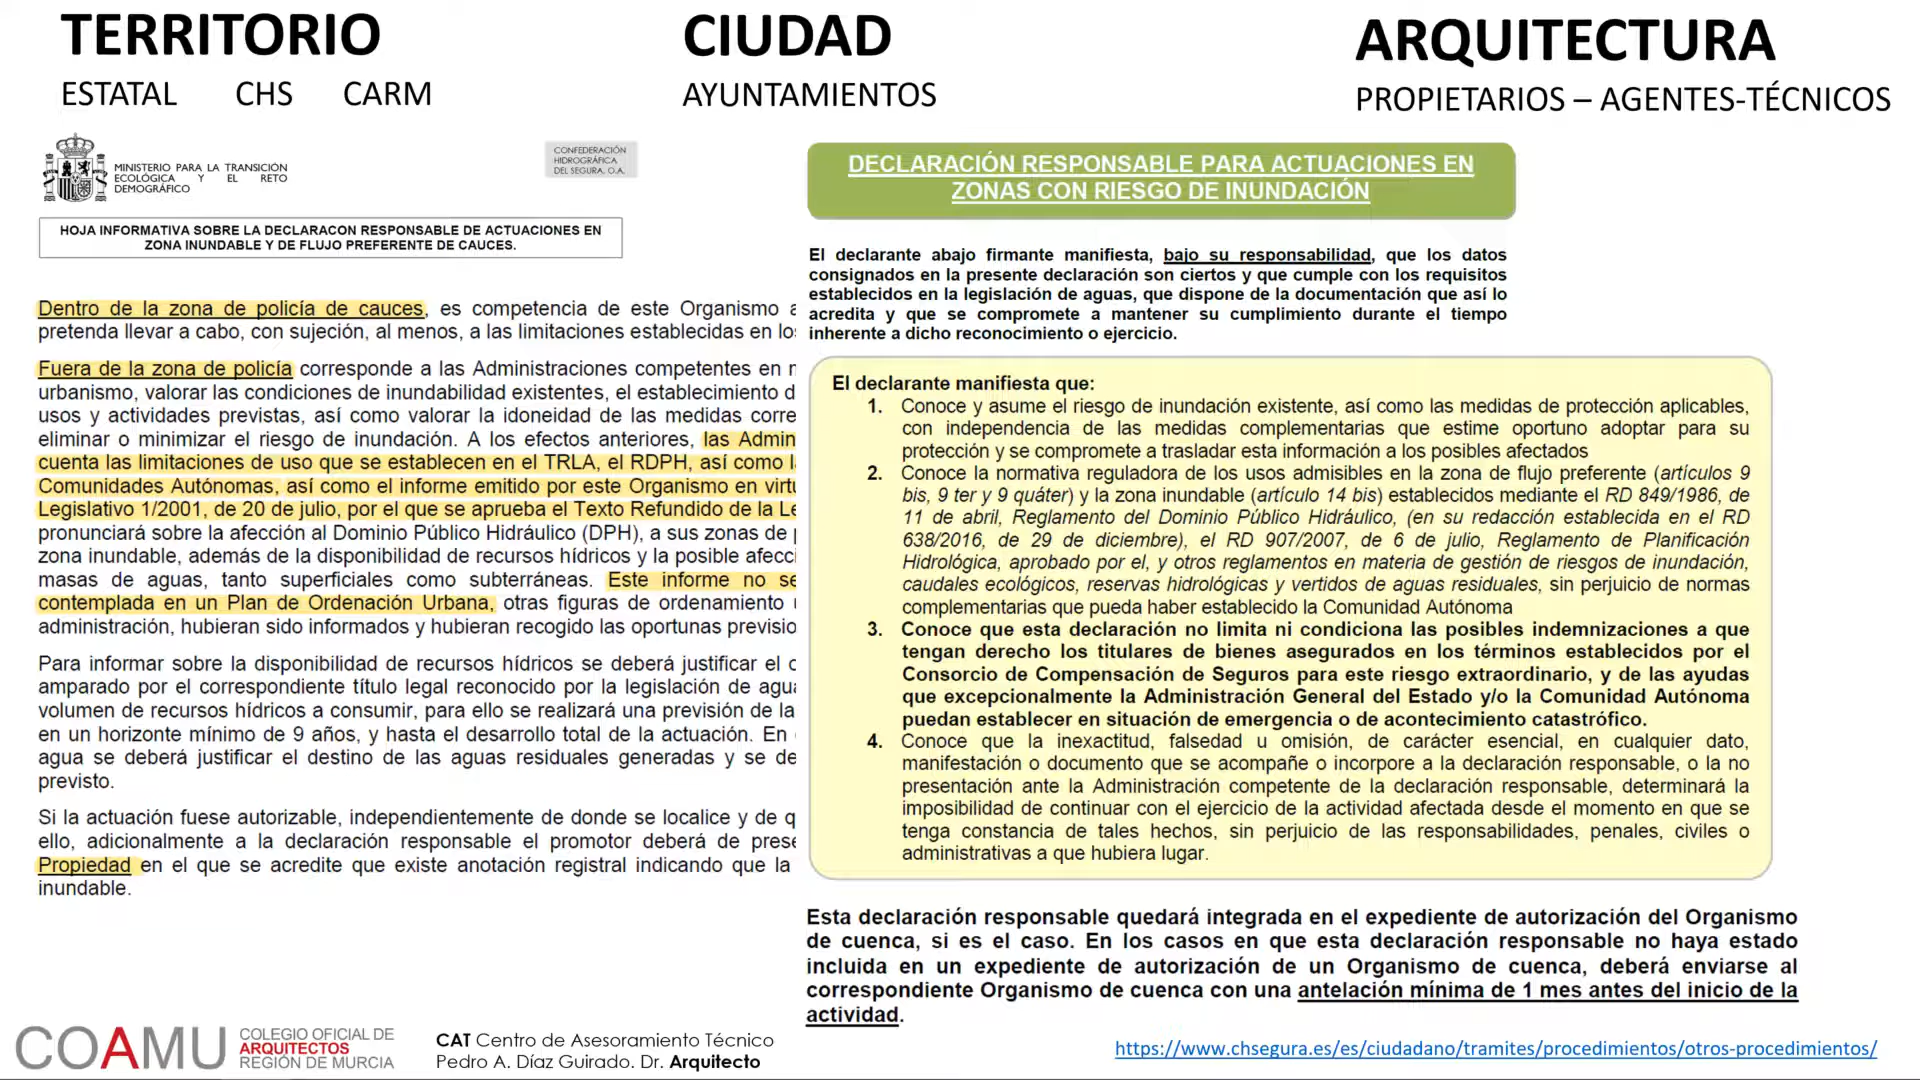 TERRITORIO
ESTATAL CHS CARM
CIUDAD
AYUNTAMIENTOS
ARQUITECTURA
PROPIETARIOS – AGENTES-TÉCNICOS
MINISTERIO PARA LA TRANSICIÓN
ECOLÓGICA Y EL RETO
DEMOGRÁFICO
CONFEDERACIÓN
HIDROGRÁFICA
DEL SEGURA, O.A.
HOJA INFORMATIVA SOBRE LA DECLARACON RESPONSABLE DE ACTUACIONES EN
ZONA INUNDABLE Y DE FLUJO PREFERENTE DE CAUCES.
Dentro de la zona de policía de cauces, es competencia de este Organismo a
pretenda llevar a cabo, con sujeción, al menos, a las limitaciones establecidas en lo
Fuera de la zona de policía corresponde a las Administraciones competentes en
urbanismo, valorar las condiciones de inundabilidad existentes, el establecimiento d
usos y actividades previstas, así como valorar la idoneidad de las medidas corre
eliminar o minimizar el riesgo de inundación. A los efectos anteriores, las Admin
cuenta las limitaciones de uso que se establecen en el TRLA, el RDPH, así como
Comunidades Autónomas, así como el informe emitido por este Organismo en virtu
Legislativo 1/2001, de 20 de julio, por el que se aprueba el Texto Refundido de la Le
pronunciará sobre la afección al Dominio Público Hidráulico (DPH), a sus zonas de
zona inundable, además de la disponibilidad de recursos hídricos y la posible afecci
masas de aguas, tanto superficiales como subterráneas. Este informe no se
contemplada en un Plan de Ordenación Urbana, otras figuras de ordenamiento
administración, hubieran sido informados y hubieran recogido las oportunas previsio
Para informar sobre la disponibilidad de recursos hídricos se deberá justificar el
amparado por el correspondiente título legal reconocido por la legislación de agua
volumen de recursos hídricos a consumir, para ello se realizará una previsión de la
en un horizonte mínimo de 9 años, y hasta el desarrollo total de la actuación. En
agua se deberá justificar el destino de las aguas residuales generadas y se de
previsto.
Si la actuación fuese autorizable, independientemente de donde se localice y de q
ello, adicionalmente a la declaración responsable el promotor deberá de prese
Propiedad en el que se acredite que existe anotación registral indicando que la
inundable.
DECLARACIÓN RESPONSABLE PARA ACTUACIONES EN
ZONAS CON RIESGO DE INUNDACIÓN
El declarante abajo firmante manifiesta, bajo su responsabilidad, que los datos
consignados en la presente declaración son ciertos y que cumple con los requisitos
establecidos en la legislación de aguas, que dispone de la documentación que así lo
acredita y que se compromete a mantener su cumplimiento durante el tiempo
inherente a dicho reconocimiento o ejercicio.
El declarante manifiesta que:
1. Conoce y asume el riesgo de inundación existente, así como las medidas de protección aplicables,
con independencia de las medidas complementarias que estime oportuno adoptar para su
protección y se compromete a trasladar esta información a los posibles afectados
2. Conoce la normativa reguladora de los usos admisibles en la zona de flujo preferente (artículos 9
bis, 9 ter y 9 quáter) y la zona inundable (artículo 14 bis) establecidos mediante el RD 849/1986, de
11 de abril, Reglamento del Dominio Público Hidráulico, (en su redacción establecida en el RD
638/2016, de 29 de diciembre), el RD 907/2007, de 6 de julio, Reglamento de Planificación
Hidrológica, aprobado por el, y otros reglamentos en materia de gestión de riesgos de inundación,
caudales ecológicos, reservas hidrológicas y vertidos de aguas residuales, sin perjuicio de normas
complementarias que pueda haber establecido la Comunidad Autónoma
3. Conoce que esta declaración no limita ni condiciona las posibles indemnizaciones a que
tengan derecho los titulares de bienes asegurados en los términos establecidos por el
Consorcio de Compensación de Seguros para este riesgo extraordinario, y de las ayudas
que excepcionalmente la Administración General del Estado y/o la Comunidad Autónoma
puedan establecer en situación de emergencia o de acontecimiento catastrófico.
4. Conoce que la inexactitud, falsedad u omisión, de carácter esencial, en cualquier dato,
manifestación o documento que se acompañe o incorpore a la declaración responsable, o la no
presentación ante la Administración competente de la declaración responsable, determinará la
imposibilidad de continuar con el ejercicio de la actividad afectada desde el momento en que se
tenga constancia de tales hechos, sin perjuicio de las responsabilidades, penales, civiles o
administrativas a que hubiera lugar.
Esta declaración responsable quedará integrada en el expediente de autorización del Organismo
de cuenca, si es el caso. En los casos en que esta declaración responsable no haya estado
incluida en un expediente de autorización de un Organismo de cuenca, deberá enviarse al
correspondiente Organismo de cuenca con una antelación mínima de 1 mes antes del inicio de la
actividad.
COAMU
COLEGIO OFICIAL DE
ARQUITECTOS
REGIÓN DE MURCIA
CAT Centro de Asesoramiento Técnico
Pedro A. Díaz Guirado. Dr. Arquitecto
https://www.chsegura.es/es/ciudadano/tramites/procedimientos/otros-procedimientos/